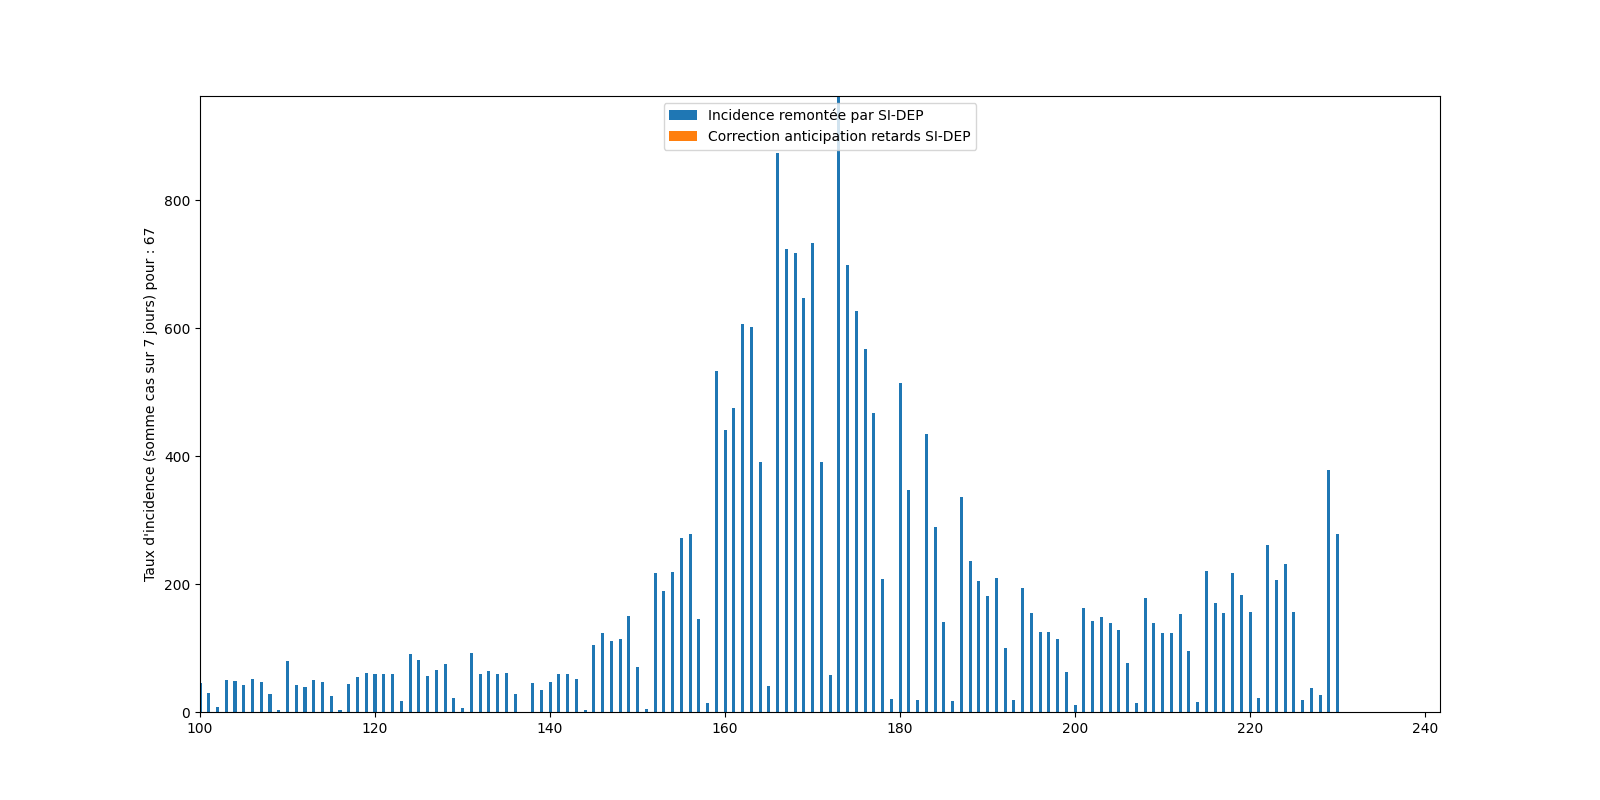 Incidence remontée par SI-DEP
Correction anticipation retards SI-DEP
Taux d'incidence (somme cas sur 7 jours) pour : 67
800
600
400
200
0
100 120 140 160 180 200 220 240